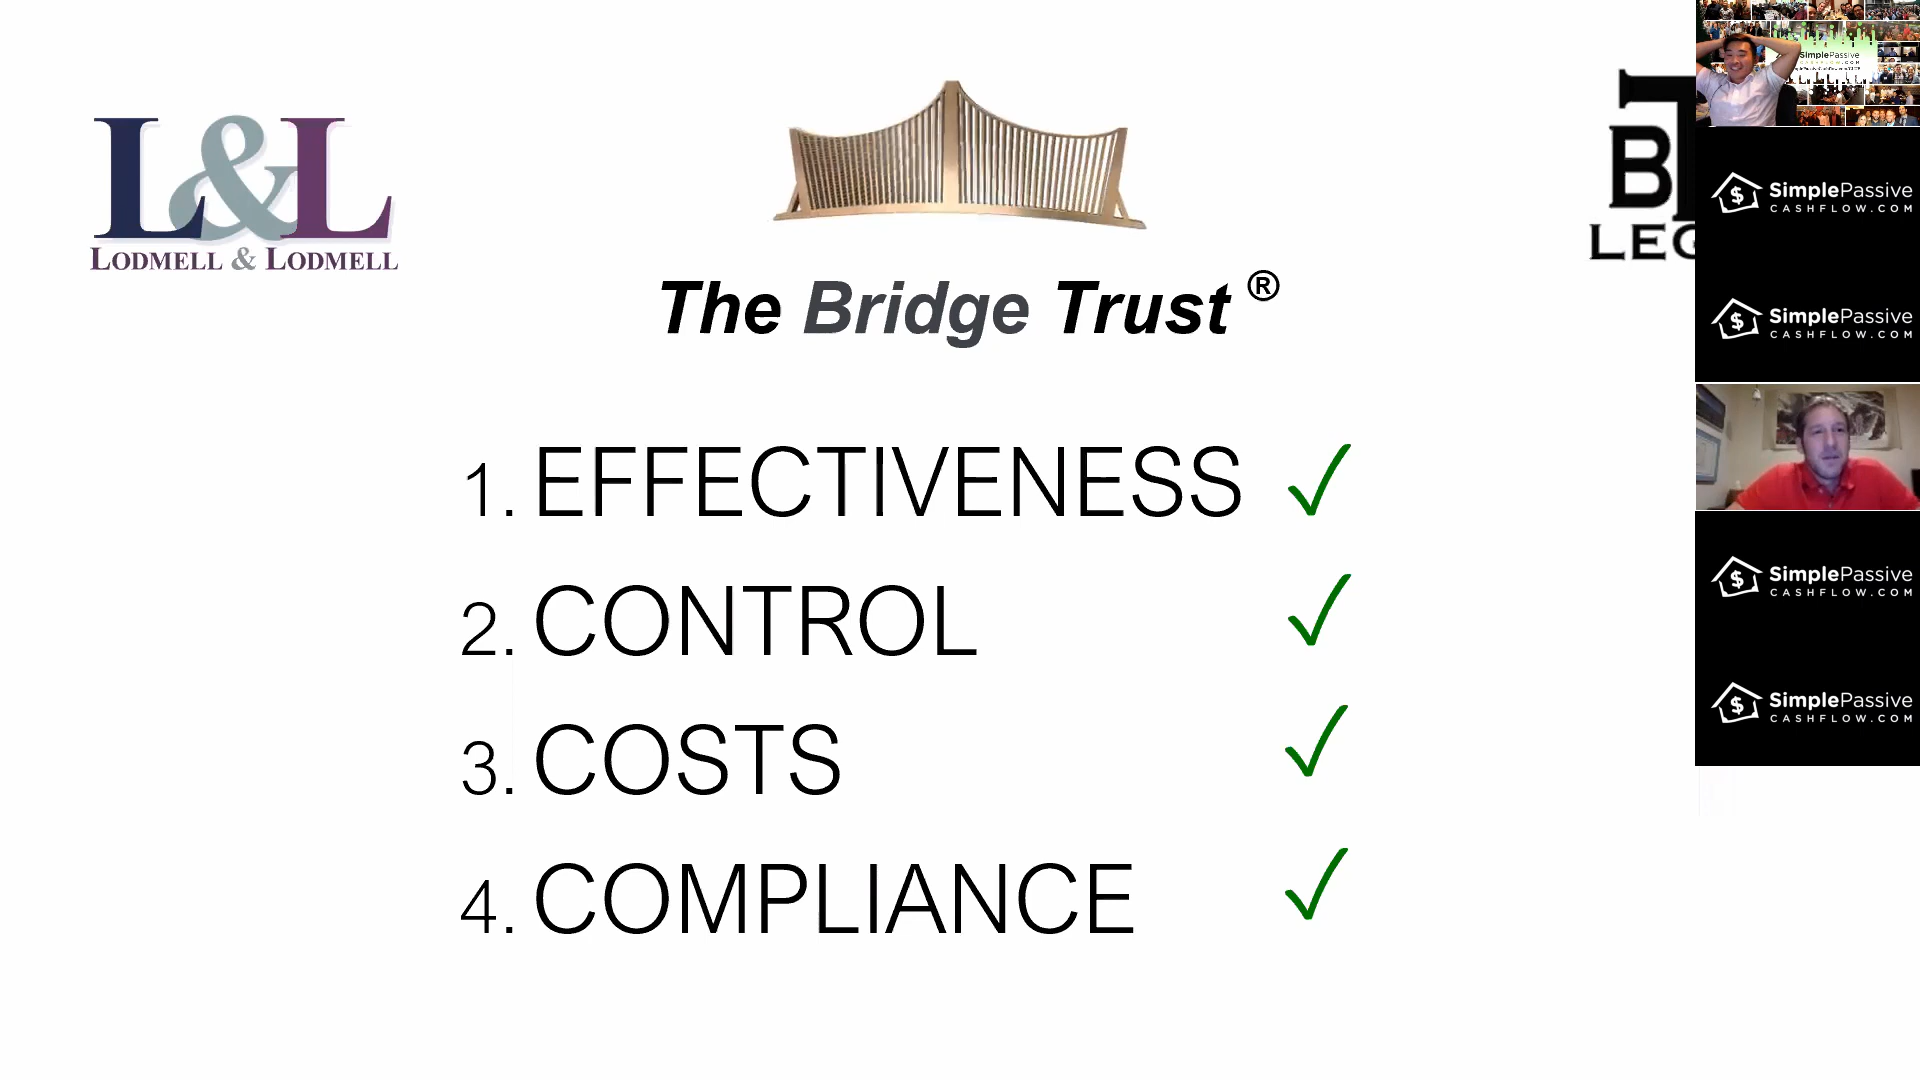 L&L
LODMELL & LODMELL
The Bridge Trust ®
1. EFFECTIVENESS ✓
2. CONTROL ✓
3. COSTS ✓
4. COMPLIANCE ✓
SimplePassive
SimplePassive
CASHFLOW.COM
SimplePassive
CASHFLOW.COM
SimplePassive
CASHFLOW.COM
SimplePassive
CASHFLOW.COM